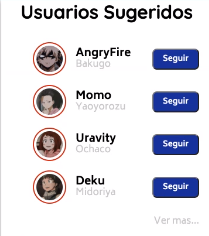 Usuarios Sugeridos
AngryFire
Bakugo
Seguir
Momo
Yaoyorozu
Seguir
Uravity
Ochaco
Seguir
Deku
Midoriya
Seguir
Ver mas...